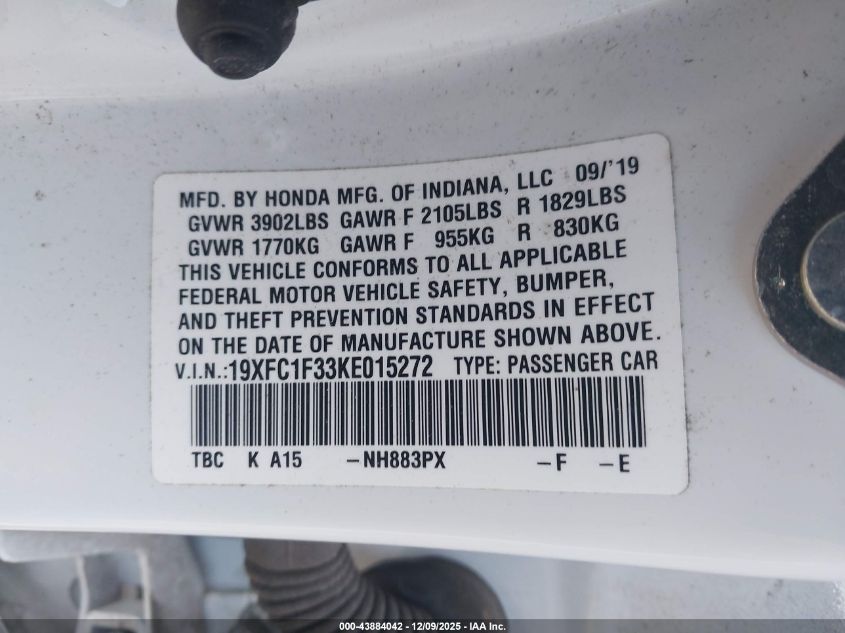 MFD. BY HONDA MFG. OF INDIANA, LLC 09/'19
GVWR 3902LBS GAWR F 2105LBS R 1829LBS
GVWR 1770KG GAWR F 955KG R 830KG
THIS VEHICLE CONFORMS TO ALL APPLICABLE
FEDERAL MOTOR VEHICLE SAFETY, BUMPER,
AND THEFT PREVENTION STANDARDS IN EFFECT
ON THE DATE OF MANUFACTURE SHOWN ABOVE.
V.I.N.:19XFC1F33KE015272 TYPE: PASSENGER CAR
TBC K A15 -NH883PX -F -E
000-43884042 - 12/09/2025 - IAA Inc.